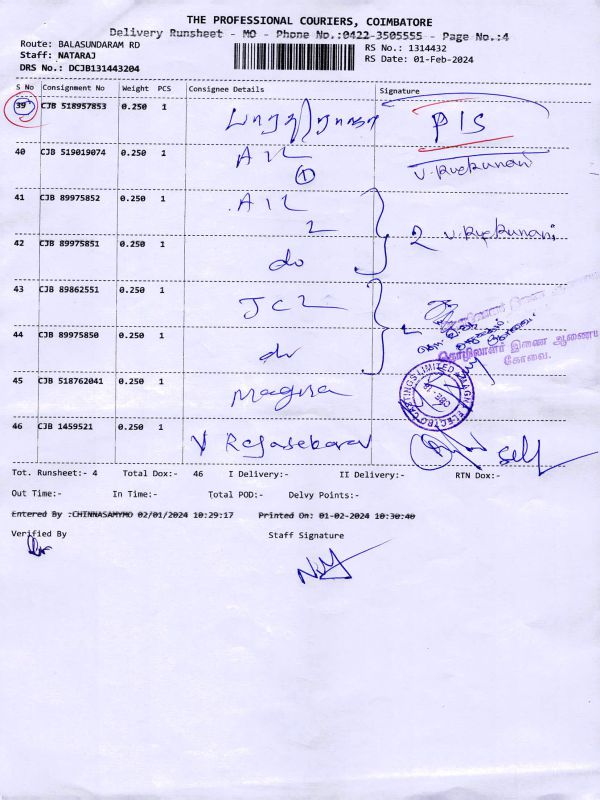 THE PROFESSIONAL COURIERS, COIMBATORE
Delivery Runsheet - MO - Phone No.:0422-3505555 - Page No.:4
Route: BALASUNDARAM RD
RS No.: 1314432
Staff: NATARAJ
RS Date: 01-Feb-2024
DRS No.: DCJB131443204
S No Consignment No Weight PCS Consignee Details Signature
39 CJB 518957853 0.250 1 PIS
40 CJB 519019074 0.250 1 AIL 1
41 CJB 89975852 0.250 1 AIL 2 2
42 CJB 89975851 0.250 1 do
43 CJB 89862551 0.250 1 JCL
44 CJB 89975850 0.250 1 do
தொழிலாளர் இணை ஆணைய
கோவை.
45 CJB 518762041 0.250 1 Magna
46 CJB 1459521 0.250 1 V Rajasekaran self
Tot. Runsheet:- 4 Total Dox:- 46 I Delivery:- II Delivery:- RTN Dox:-
Out Time:- In Time:- Total POD:- Delvy Points:-
Entered By :CHINNASAMYMO 02/01/2024 10:29:17 Printed On: 01-02-2024 10:30:40
Verified By Staff Signature